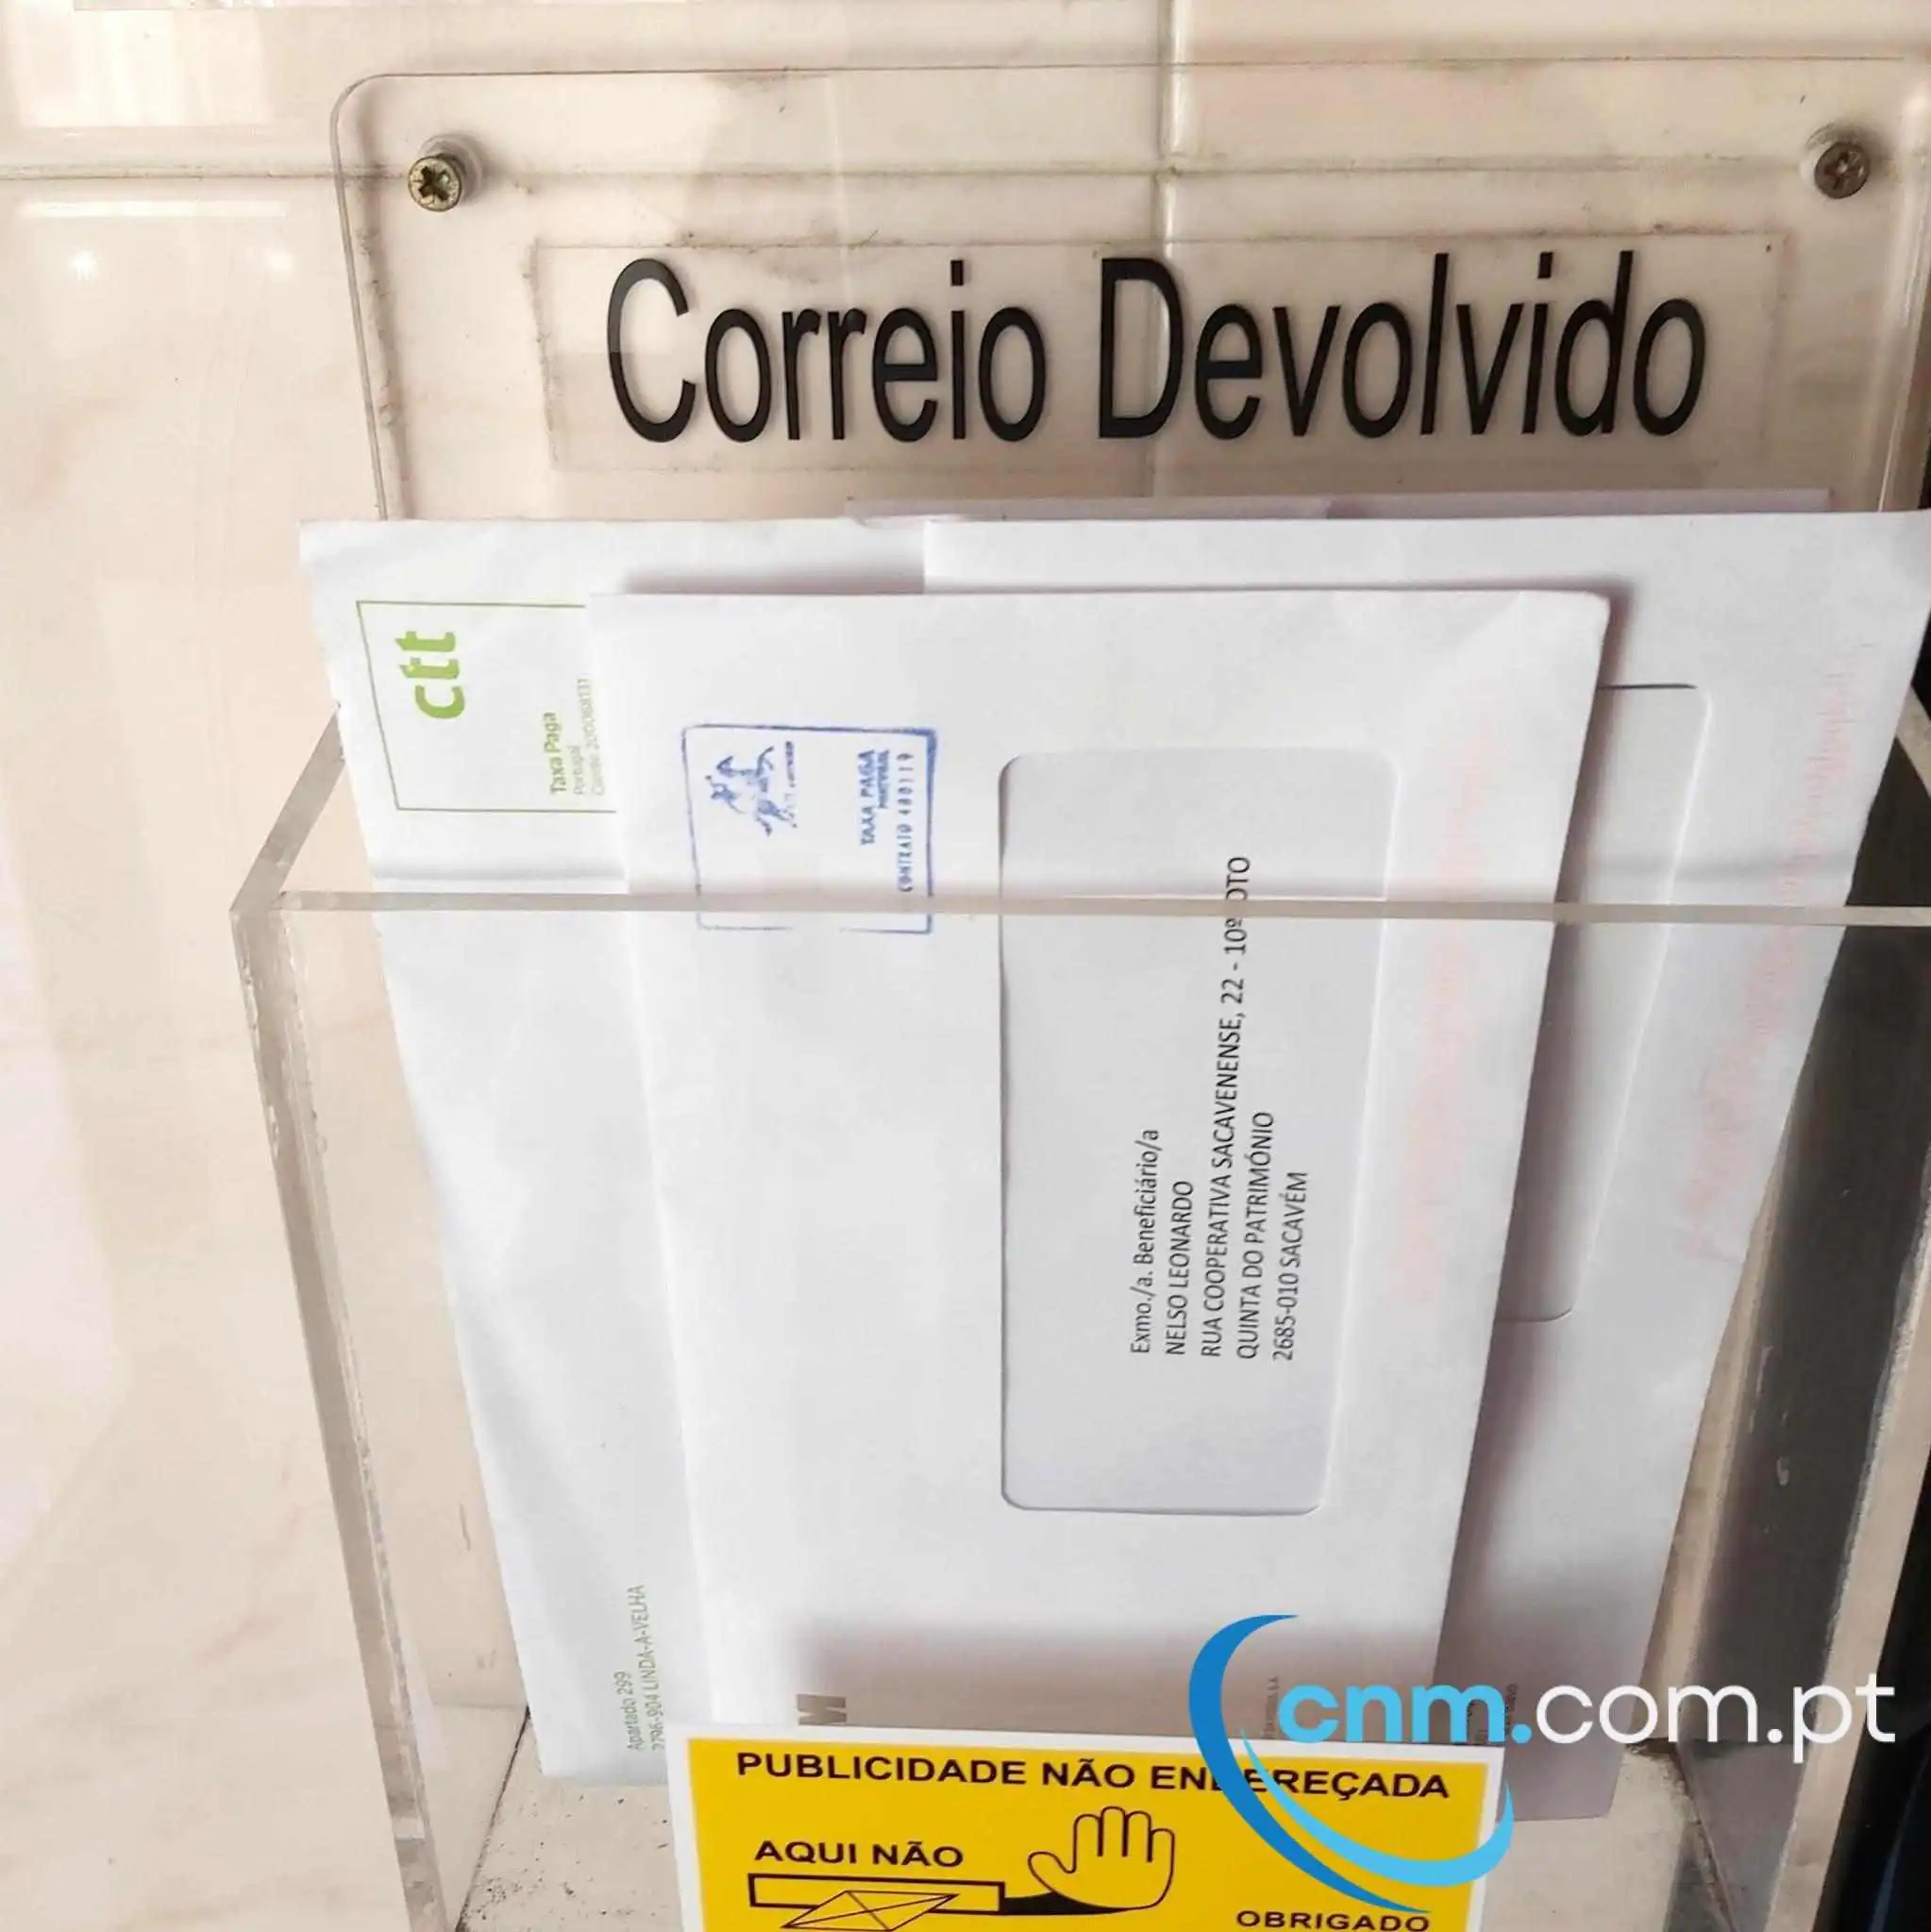 Correio Devolvido
ctt
Taxa Paga
Portugal
TAXA PAGA
PORTUGAL
CONTRATO 480119
Exmo./a. Beneficiário/a
NELSO LEONARDO
RUA COOPERATIVA SACAVENENSE, 22 - 10º DTO
QUINTA DO PATRIMÓNIO
2685-010 SACAVÉM
Apartado 299
2796-904 LINDA-A-VELHA
cnm.com.pt
PUBLICIDADE NÃO ENDEREÇADA
AQUI NÃO
OBRIGADO